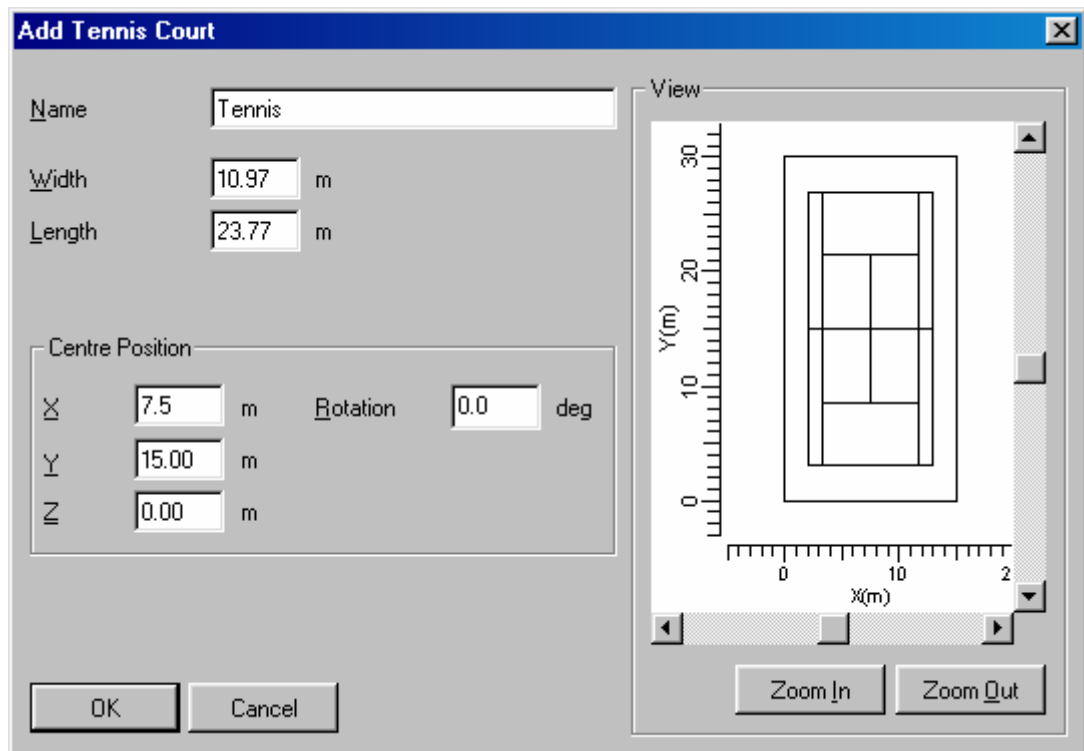 Add Tennis Court
Name Tennis
Width 10.97 m
Length 23.77 m
Centre Position
X 7.5 m Rotation 0.0 deg
Y 15.00 m
Z 0.00 m
OK Cancel
View
30
20
10
0
Y(m)
0 10 2
X(m)
Zoom In Zoom Out